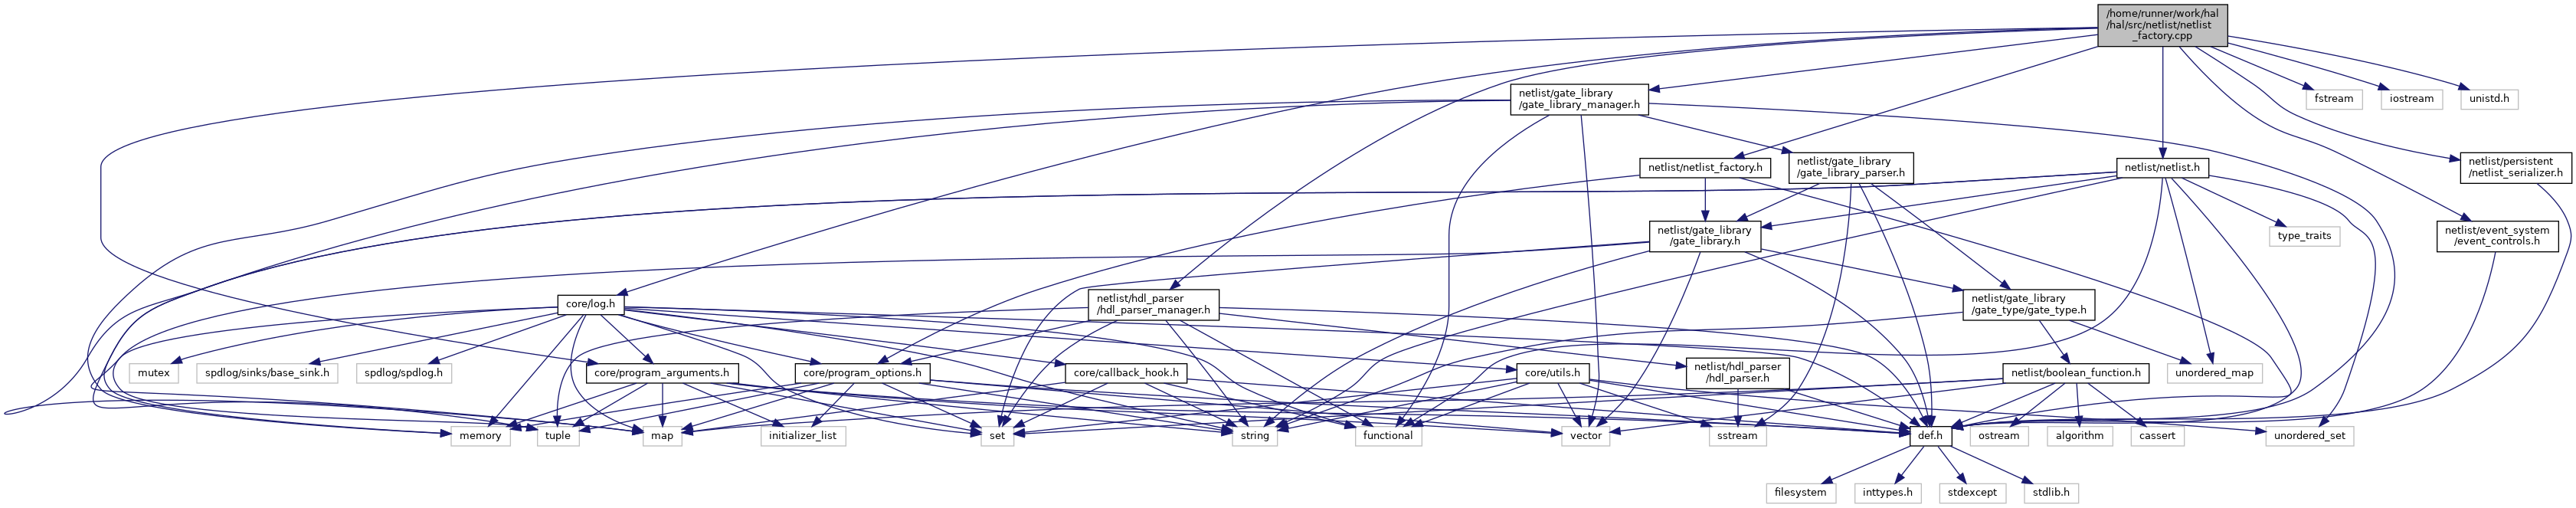 /home/runner/work/hal
/hal/src/netlist/netlist
_factory.cpp
netlist/gate_library
/gate_library_manager.h
fstream
iostream
unistd.h
netlist/netlist_factory.h
netlist/gate_library
/gate_library_parser.h
netlist/netlist.h
netlist/persistent
/netlist_serializer.h
netlist/gate_library
/gate_library.h
type_traits
netlist/event_system
/event_controls.h
core/log.h
netlist/hdl_parser
/hdl_parser_manager.h
netlist/gate_library
/gate_type/gate_type.h
mutex
spdlog/sinks/base_sink.h
spdlog/spdlog.h
core/program_arguments.h
core/program_options.h
core/callback_hook.h
netlist/hdl_parser
/hdl_parser.h
core/utils.h
netlist/boolean_function.h
unordered_map
memory
tuple
map
initializer_list
set
string
functional
vector
sstream
def.h
ostream
algorithm
cassert
unordered_set
filesystem
inttypes.h
stdexcept
stdlib.h